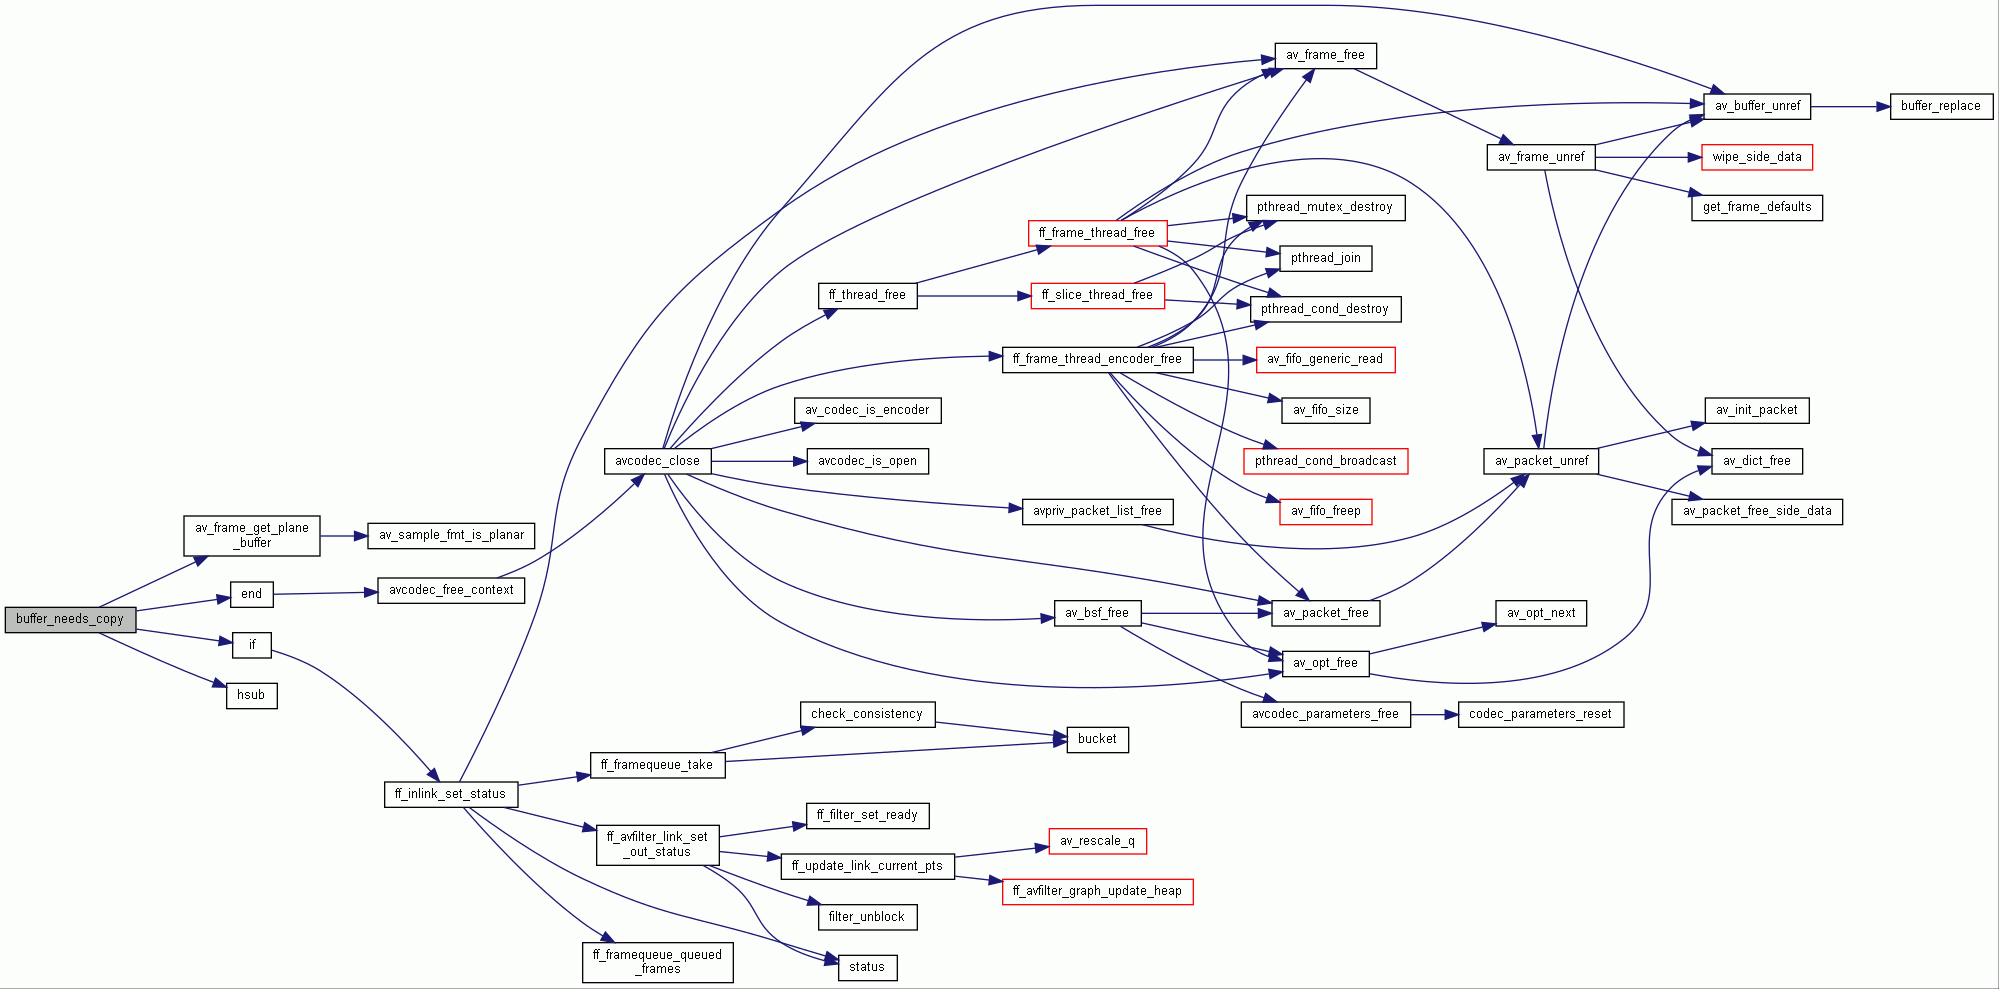 buffer_needs_copy
av_frame_get_plane
_buffer
end
if
hsub
av_sample_fmt_is_planar
avcodec_free_context
ff_inlink_set_status
avcodec_close
ff_framequeue_take
ff_avfilter_link_set
_out_status
ff_framequeue_queued
_frames
ff_thread_free
av_codec_is_encoder
avcodec_is_open
check_consistency
ff_filter_set_ready
ff_update_link_current_pts
filter_unblock
status
ff_frame_thread_free
ff_slice_thread_free
ff_frame_thread_encoder_free
avpriv_packet_list_free
av_bsf_free
bucket
av_rescale_q
ff_avfilter_graph_update_heap
av_frame_free
pthread_mutex_destroy
pthread_join
pthread_cond_destroy
av_fifo_generic_read
av_fifo_size
pthread_cond_broadcast
av_fifo_freep
av_packet_free
av_opt_free
avcodec_parameters_free
av_frame_unref
av_packet_unref
av_opt_next
codec_parameters_reset
av_buffer_unref
wipe_side_data
get_frame_defaults
av_init_packet
av_dict_free
av_packet_free_side_data
buffer_replace